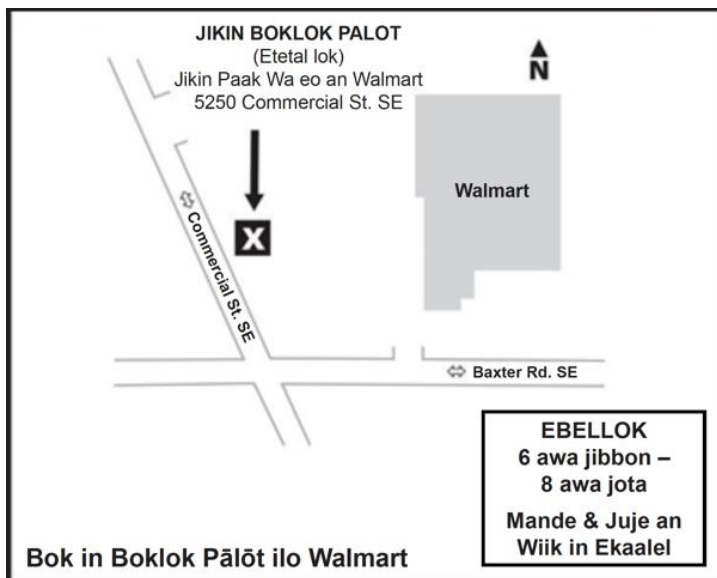 JIKIN BOKLOK PALOT
(Etetal lok)
Jikin Paak Wa eo an Walmart
5250 Commercial St. SE
N
Walmart
X
Commercial St. SE
Baxter Rd. SE
EBELLOK
6 awa jibbon –
8 awa jota
Mande & Juje an
Wiik in Ekaalel
Bok in Boklok Pālōt ilo Walmart